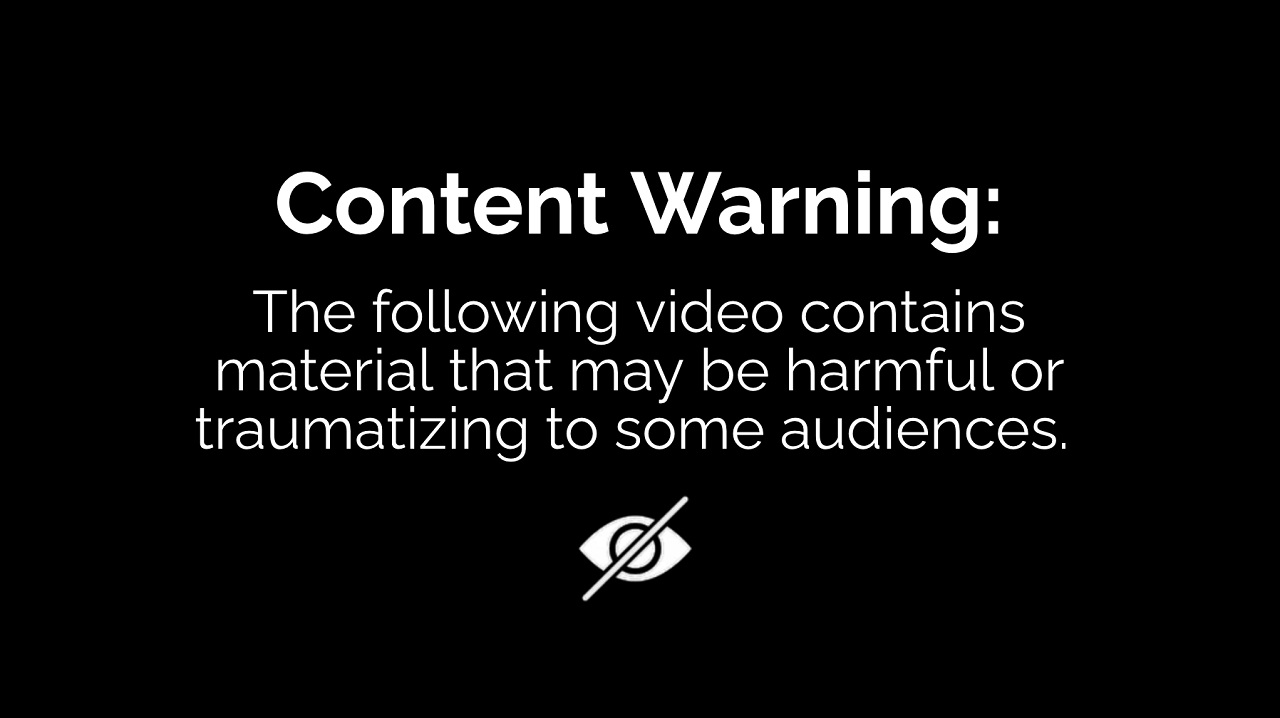 Content Warning:
The following video contains
material that may be harmful or
traumatizing to some audiences.